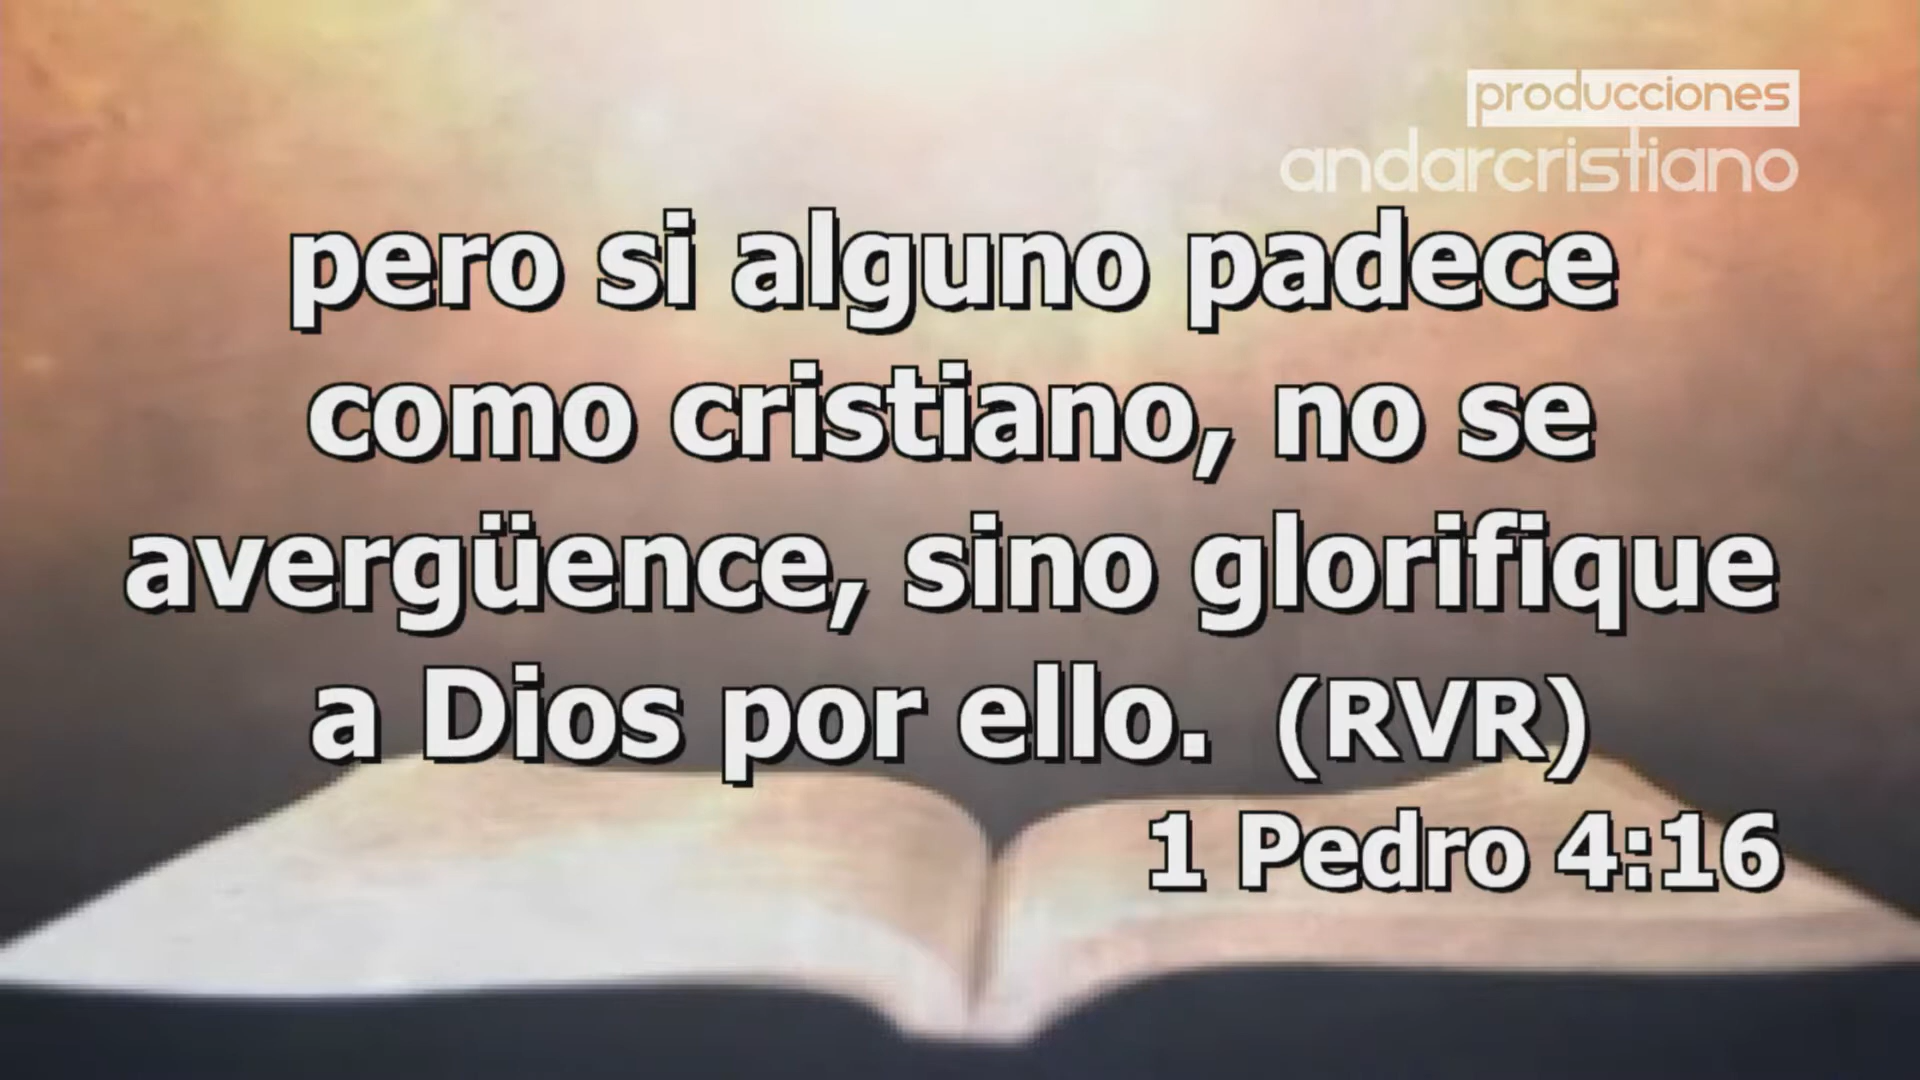 producciones
andarcristiano
pero si alguno padece
como cristiano, no se
avergüence, sino glorifique
a Dios por ello. (RVR)
1 Pedro 4:16